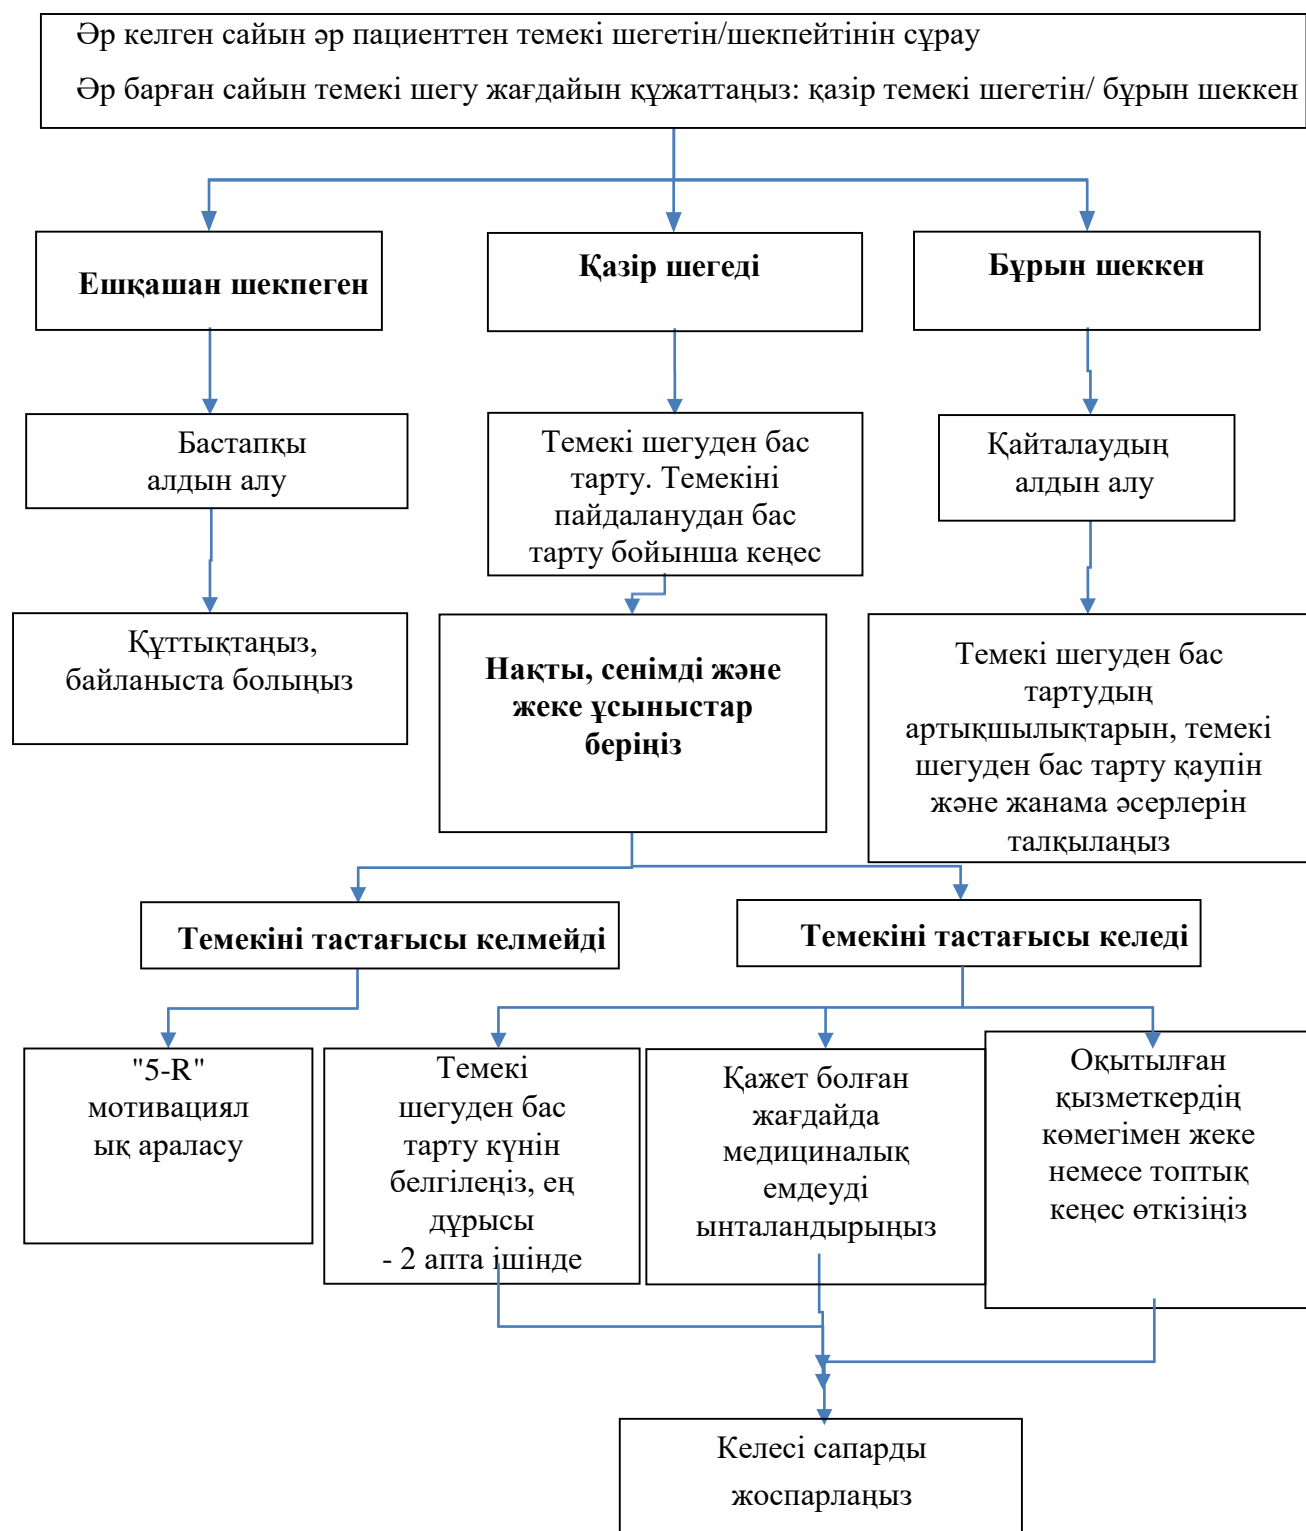 Әр келген сайын әр пациенттен темекі шегетін/шекпейтінін сұрау
Әр барған сайын темекі шегу жағдайын құжаттаңыз: қазір темекі шегетін/ бұрын шеккен
Ешқашан шекпеген
Қазір шегеді
Бұрын шеккен
Бастапқы
алдын алу
Темекі шегуден бас
тарту. Темекіні
пайдаланудан бас
тарту бойынша кеңес
Қайталаудың
алдын алу
Құттықтаңыз,
байланыста болыңыз
Нақты, сенімді және
жеке ұсыныстар
беріңіз
Темекі шегуден бас
тартудың
артықшылықтарын, темекі
шегуден бас тарту қаупін
және жанама әсерлерін
талқылаңыз
Темекіні тастағысы келмейді
Темекіні тастағысы келеді
"5-R"
мотивациял
ық араласу
Темекі
шегуден бас
тарту күнін
белгілеңіз, ең
дұрысы
- 2 апта ішінде
Қажет болған
жағдайда
медициналық
емдеуді
ынталандырыңыз
Оқытылған
қызметкердің
көмегімен жеке
немесе топтық
кеңес өткізіңіз
Келесі сапарды
жоспарлаңыз